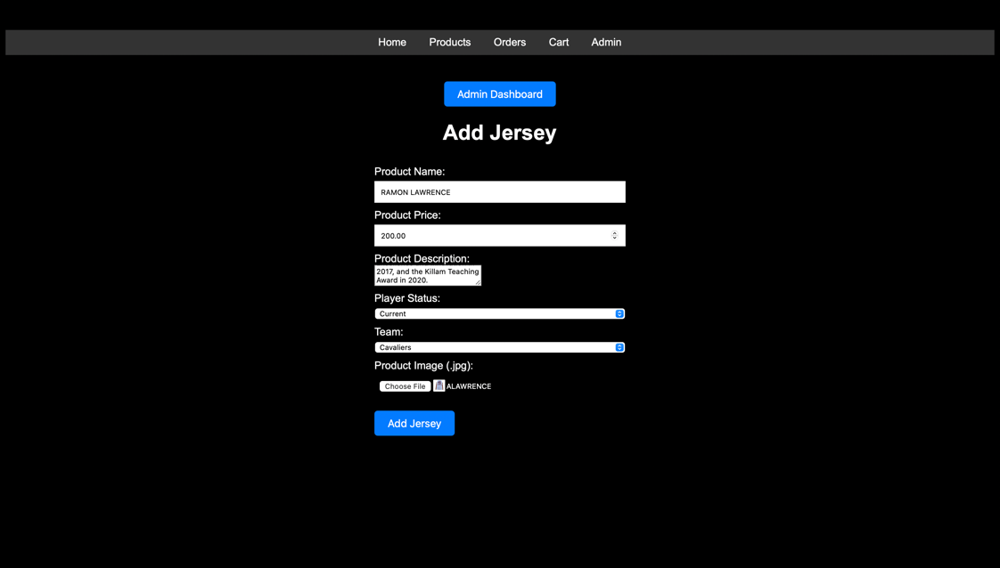 Home Products Orders Cart Admin
Admin Dashboard
Add Jersey
Product Name:
RAMON LAWRENCE
Product Price:
200.00
Product Description:
2017, and the Killam Teaching
Award in 2020.
Player Status:
Current
Team:
Cavaliers
Product Image (.jpg):
Choose File ALAWRENCE
Add Jersey